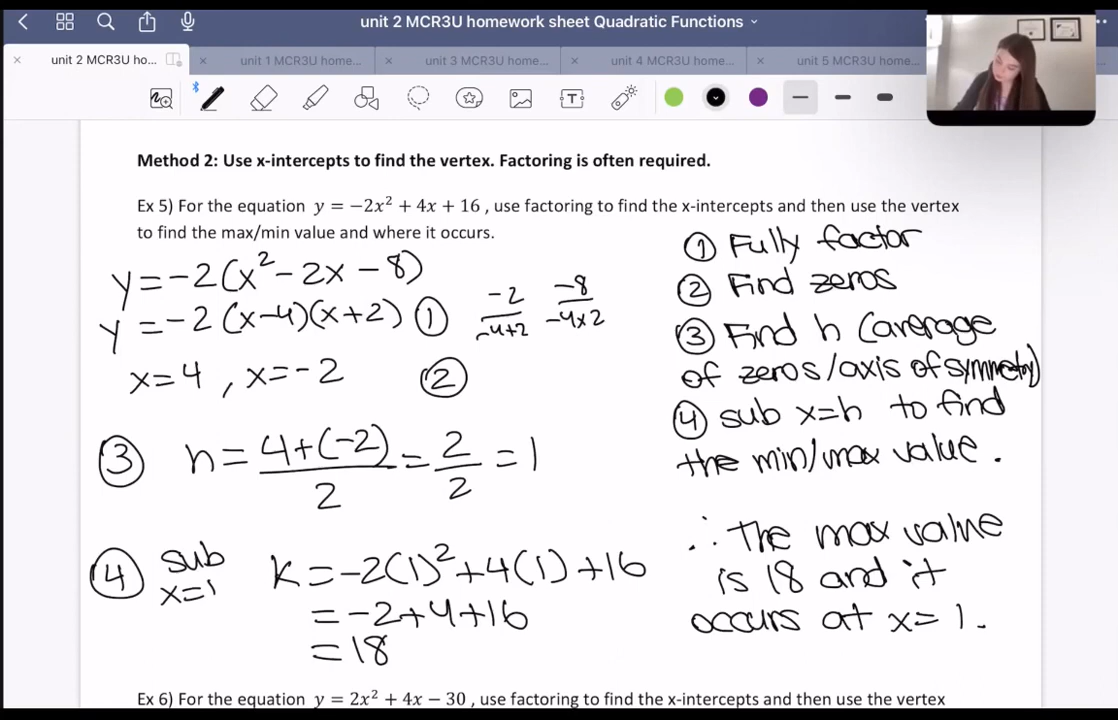 unit 2 MCR3U homework sheet Quadratic Functions
unit 2 MCR3U ho...
unit 1 MCR3U home...
unit 3 MCR3U home...
unit 4 MCR3U home...
unit 5 MCR3U home...
Method 2: Use x-intercepts to find the vertex. Factoring is often required.
Ex 5) For the equation y = −2x² + 4x + 16 , use factoring to find the x-intercepts and then use the vertex
to find the max/min value and where it occurs.
y = -2(x² - 2x - 8)
y = -2(x-4)(x+2) ①
-2 / -4+2
-8 / -4x2
x=4 , x=-2 ②
③ h = 4+(-2) / 2 = 2/2 = 1
④ sub x=1
K = -2(1)² + 4(1) + 16
= -2+4+16
= 18
① Fully factor
② Find zeros
③ Find h (average
of zeros/axis of symmetry)
④ sub x=h to find
the min/max value.
∴ The max value
is 18 and it
occurs at x=1.
Ex 6) For the equation y = 2x² + 4x − 30 , use factoring to find the x-intercepts and then use the vertex